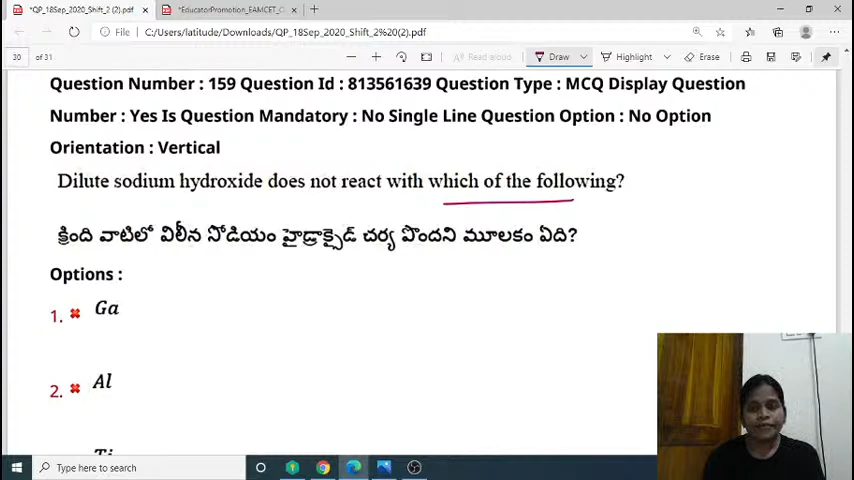 *QP_18Sep_2020_Shift_2 (2).pdf
*EducatorPromotion_EAMCET_C
File
C:/Users/latitude/Downloads/QP_18Sep_2020_Shift_2%20(2).pdf
30 of 31
Read aloud
Draw
Highlight
Erase
Question Number : 159 Question Id : 813561639 Question Type : MCQ Display Question
Number : Yes Is Question Mandatory : No Single Line Question Option : No Option
Orientation : Vertical
Dilute sodium hydroxide does not react with which of the following?
క్రింది వాటిలో విలీన సోడియం హైడ్రాక్సైడ్ చర్య పొందని మూలకం ఏది?
Options :
1. Ga
2. Al
Type here to search